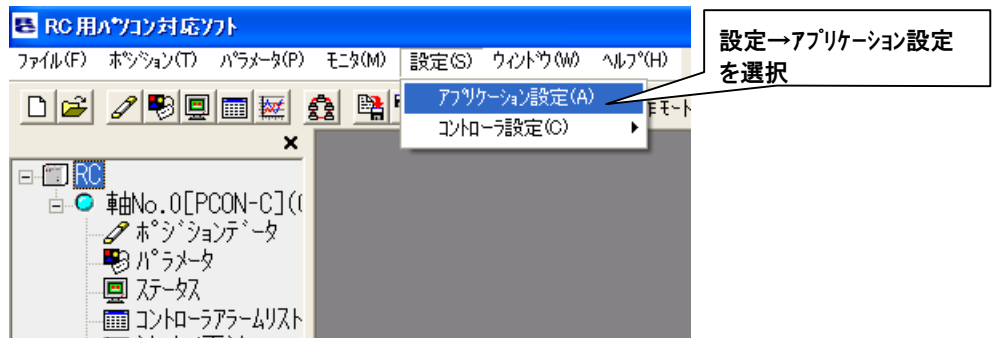 RC用パソコン対応ソフト
ファイル(F) ポジション(T) パラメータ(P) モニタ(M) 設定(S) ウィンドウ(W) ヘルプ(H)
設定→アプリケーション設定
を選択
アプリケーション設定(A)
コントローラ設定(C)
モート
RC
軸No.0[PCON-C](
ポジションデータ
パラメータ
ステータス
コントローラアラームリスト